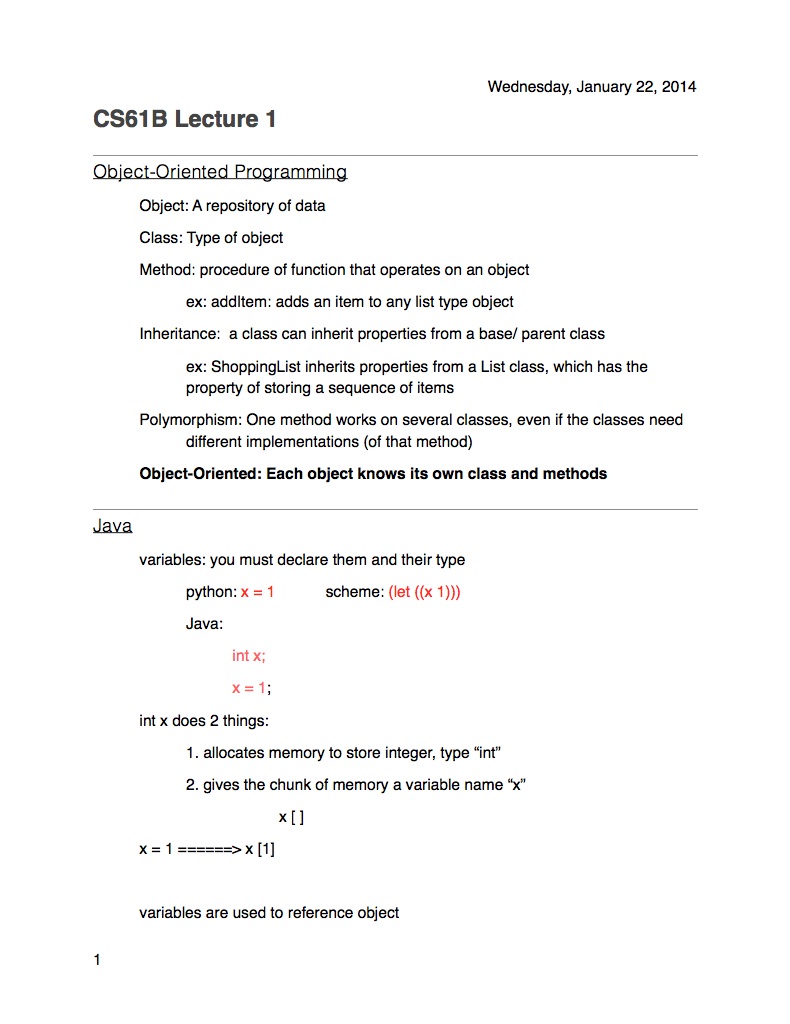 Wednesday, January 22, 2014
CS61B Lecture 1
Object-Oriented Programming
Object: A repository of data
Class: Type of object
Method: procedure of function that operates on an object
ex: addItem: adds an item to any list type object
Inheritance:  a class can inherit properties from a base/ parent class
ex: ShoppingList inherits properties from a List class, which has the
property of storing a sequence of items
Polymorphism: One method works on several classes, even if the classes need
different implementations (of that method)
Object-Oriented: Each object knows its own class and methods
Java
variables: you must declare them and their type
python: x = 1 scheme: (let ((x 1)))
Java:
int x;
x = 1;
int x does 2 things:
1. allocates memory to store integer, type “int”
2. gives the chunk of memory a variable name “x”
x [ ]
x = 1 ======> x [1]
variables are used to reference object
1